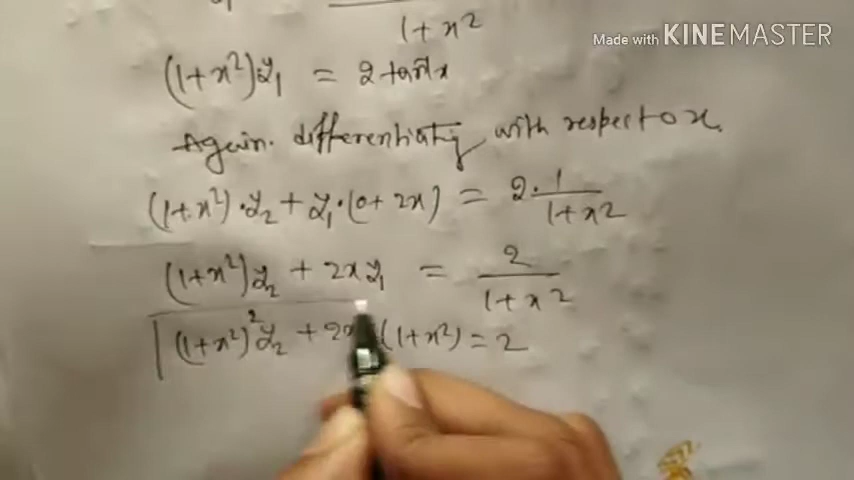 1 + x²
Made with KINEMASTER
(1+x²)y₁ = 2 tan⁻¹x
Again. differentiating with respect to x.
(1+x²)·y₂ + y₁·(0+2x) = 2·1/1+x²
(1+x²)y₂ + 2xy₁ = 2/1+x²
(1+x²)²y₂ + 2x (1+x²) = 2